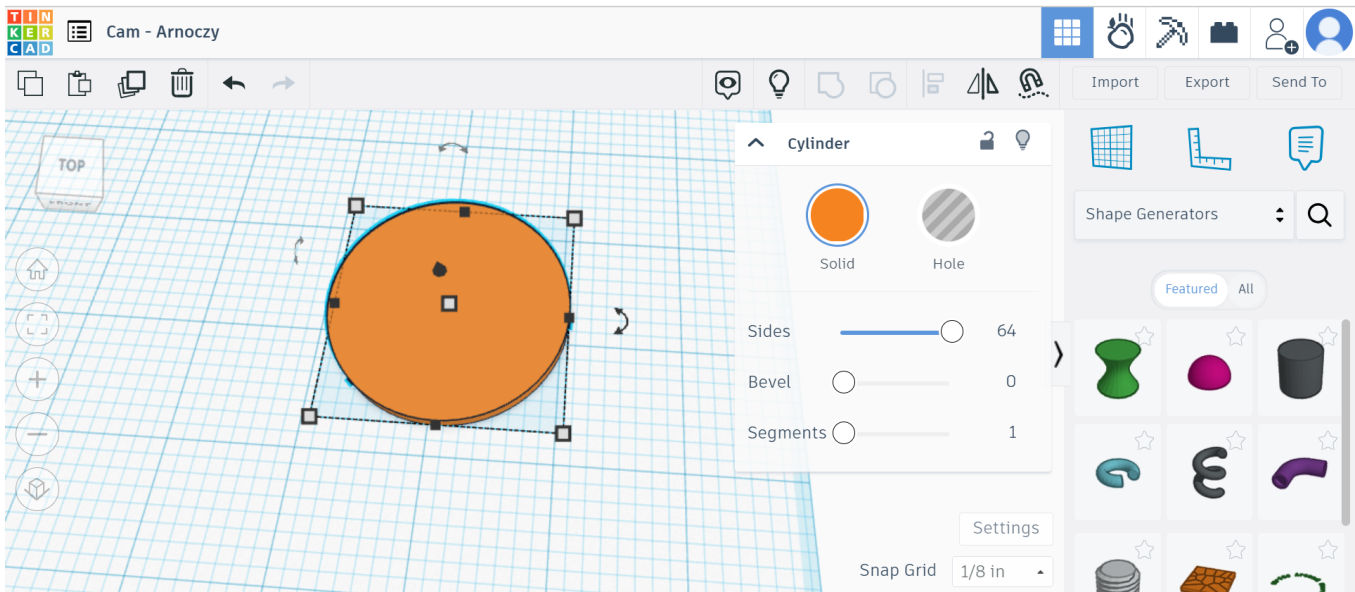 TIN
KER
CAD
Cam - Arnoczy
Import
Export
Send To
TOP
FRONT
Cylinder
Solid
Hole
Shape Generators
Featured
All
Sides
64
Bevel
0
Segments
1
Settings
Snap Grid
1/8 in